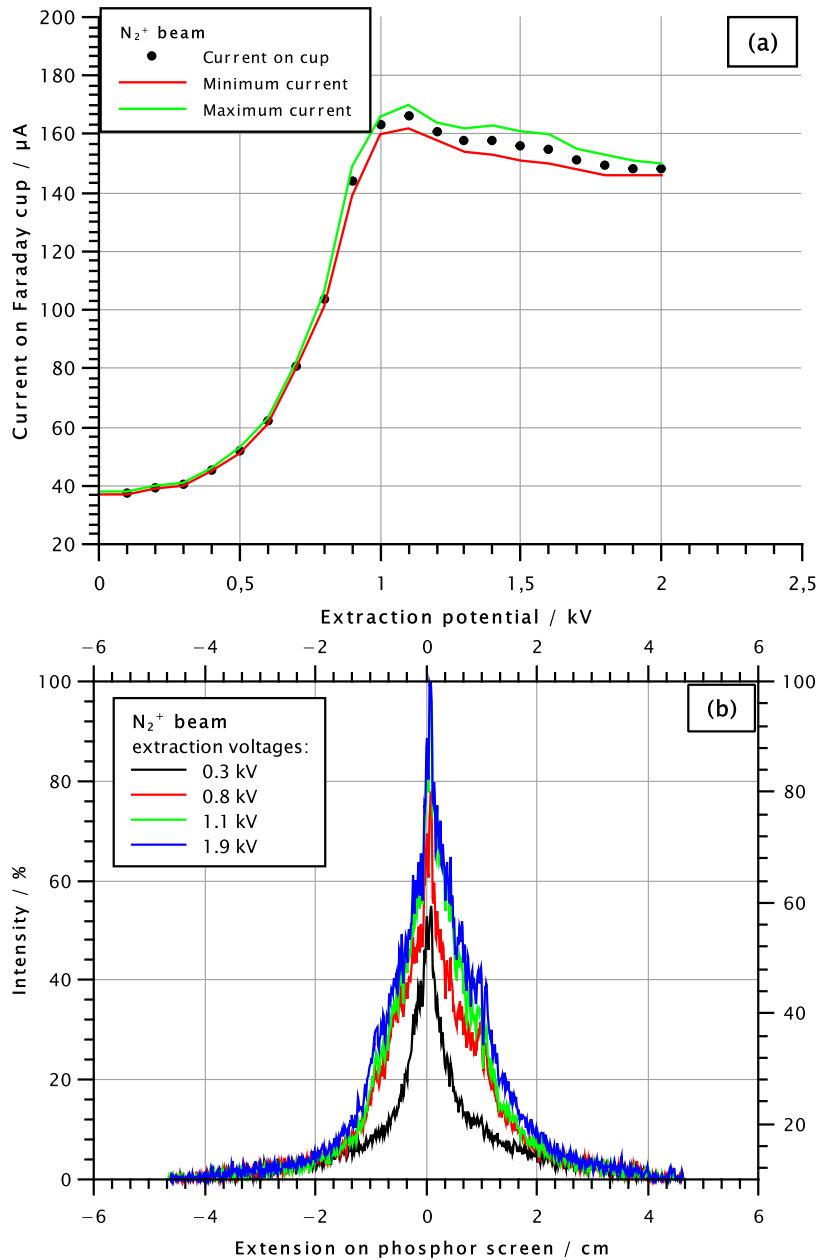 200
180
160
140
120
100
80
60
40
20
Current on Faraday cup / µA
N₂⁺ beam
Current on cup
Minimum current
Maximum current
(a)
0 0,5 1 1,5 2 2,5
Extraction potential / kV
−6 −4 −2 0 2 4 6
100
80
60
40
20
0
Intensity / %
N₂⁺ beam
extraction voltages:
0.3 kV
0.8 kV
1.1 kV
1.9 kV
(b)
100
80
60
40
20
−6 −4 −2 0 2 4 6
Extension on phosphor screen / cm